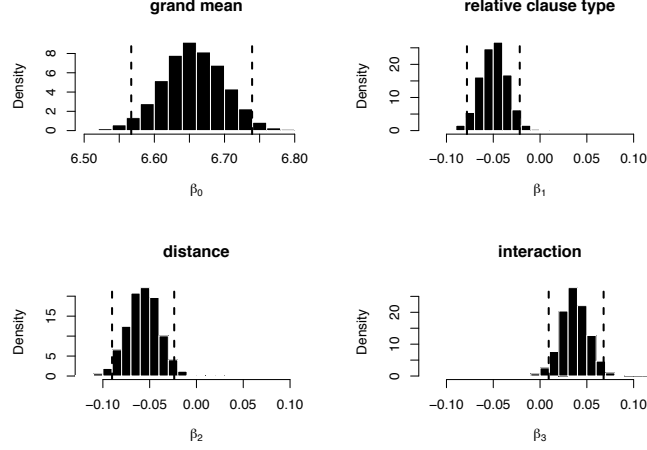 grand mean
Density
0 2 4 6 8
6.50 6.60 6.70 6.80
β0
relative clause type
Density
0 10 20
−0.10 −0.05 0.00 0.05 0.10
β1
distance
Density
0 5 15
−0.10 −0.05 0.00 0.05 0.10
β2
interaction
Density
0 10 20
−0.10 −0.05 0.00 0.05 0.10
β3